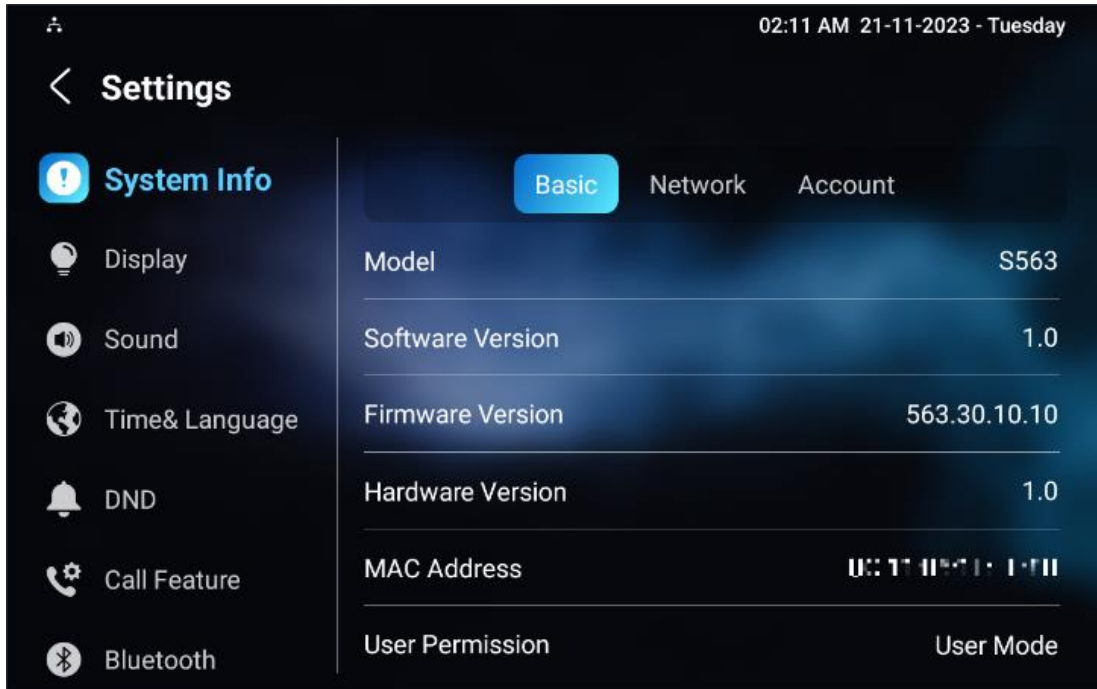 02:11 AM 21-11-2023 - Tuesday
Settings
System Info
Basic Network Account
Display
Model S563
Sound
Software Version 1.0
Time& Language
Firmware Version 563.30.10.10
DND
Hardware Version 1.0
Call Feature
MAC Address
Bluetooth
User Permission User Mode